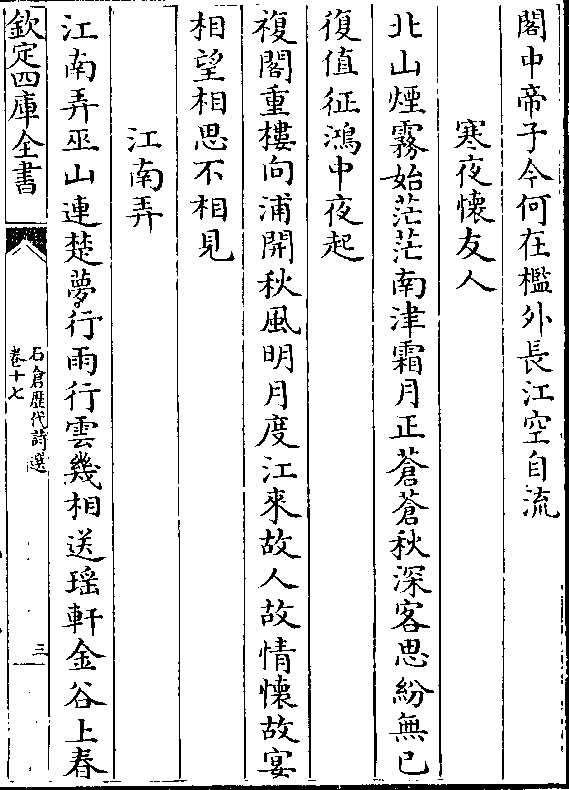 閣中帝子今何在檻外長江空自流
寒夜懷友人
北山煙霧始茫茫南津霜月正蒼蒼秋深客思紛無已
復值征鴻中夜起
複閣重樓向浦開秋風明月度江來故人故情懷故宴
相望相思不相見
江南弄
江南弄巫山連楚夢行雨行雲幾相送瑶軒金谷上春
欽定四庫全書
石倉歴代詩選
卷十七
三